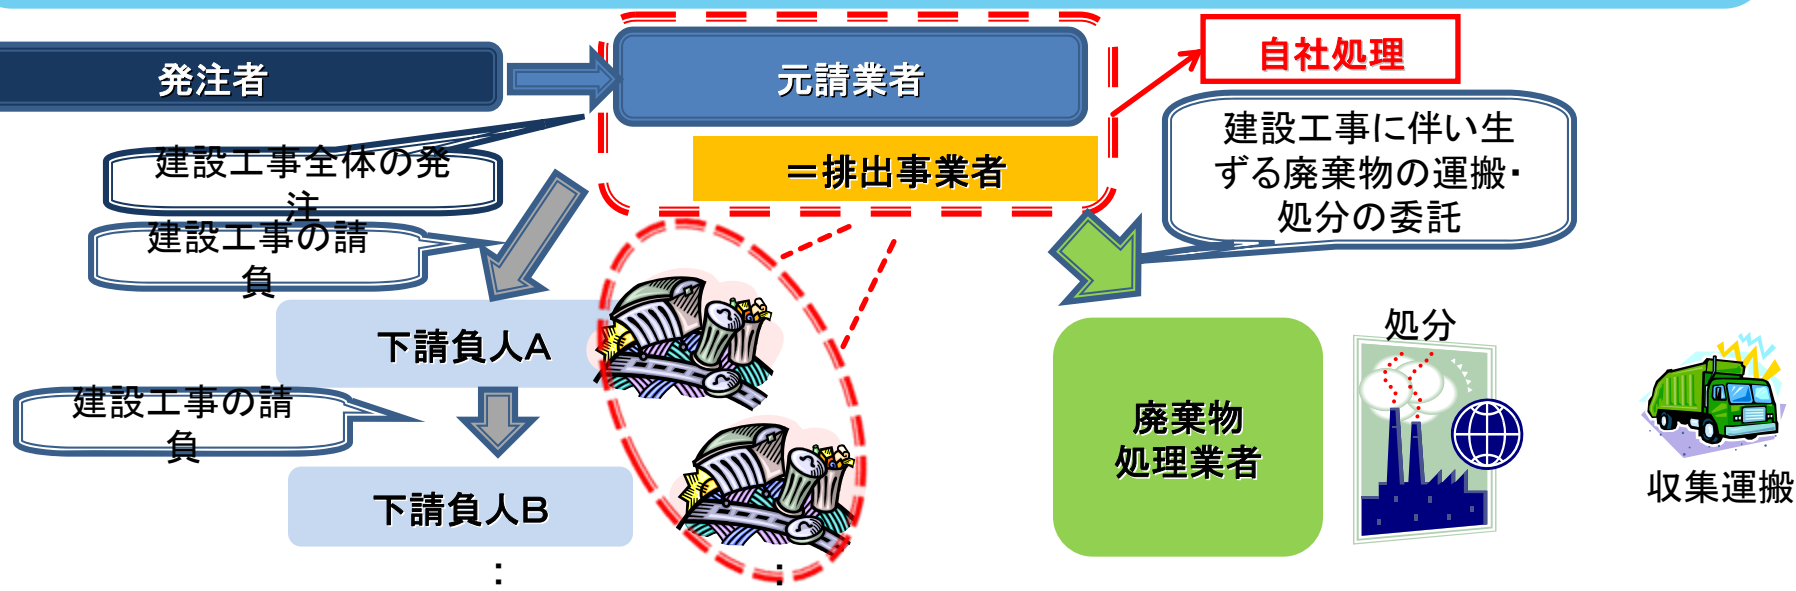 発注者
元請業者
自社処理
＝排出事業者
建設工事全体の発
注
建設工事の請
負
建設工事に伴い生
ずる廃棄物の運搬・
処分の委託
下請負人Ａ
建設工事の請
負
下請負人Ｂ
：
：
廃棄物
処理業者
処分
収集運搬